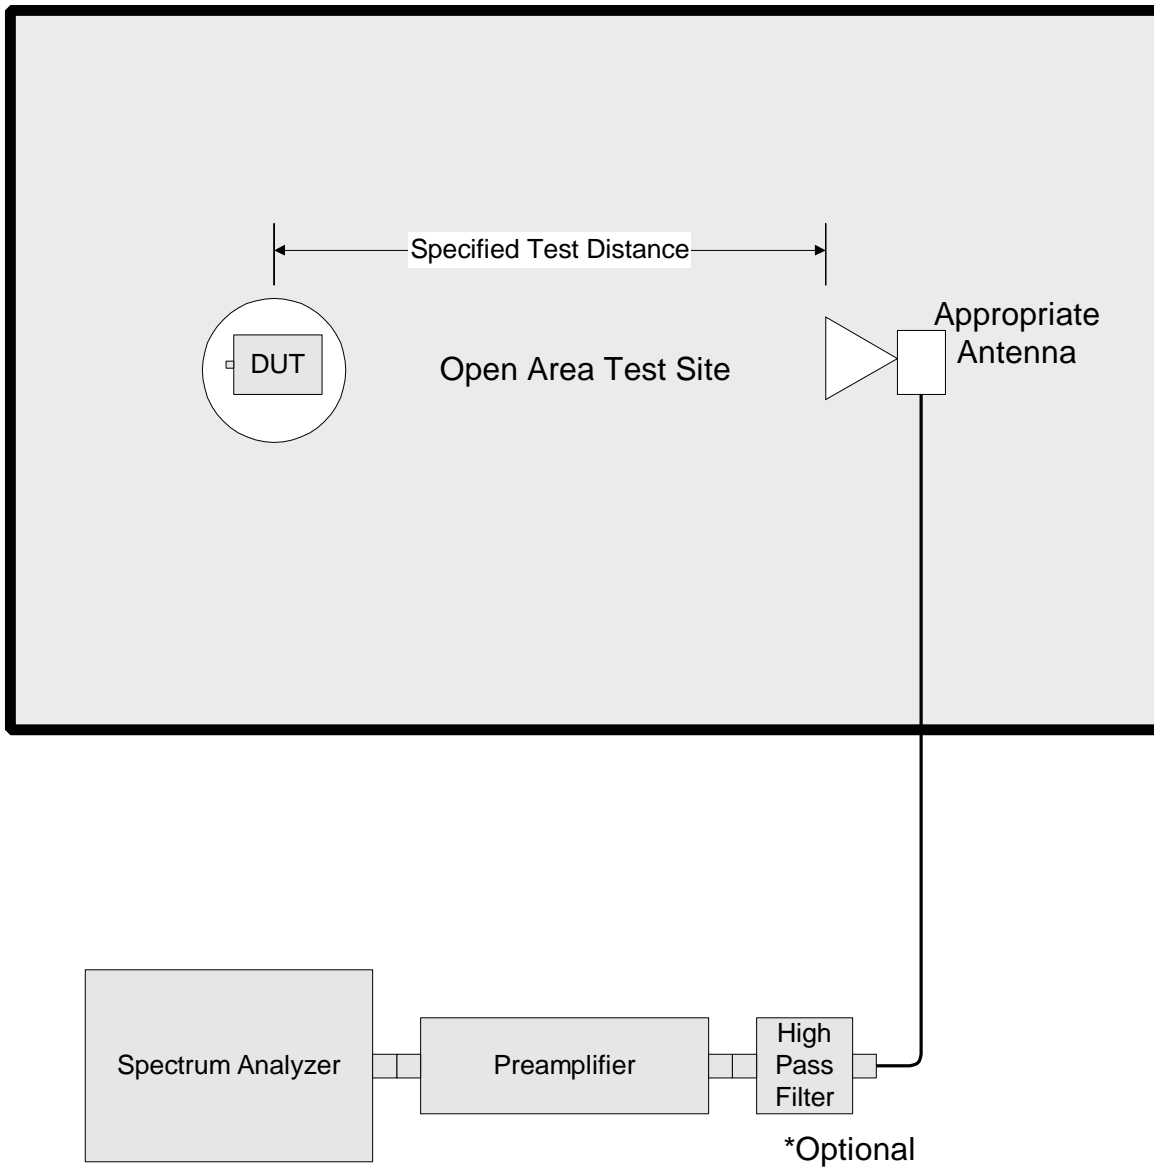 Specified Test Distance
DUT
Open Area Test Site
Appropriate
Antenna
Spectrum Analyzer
Preamplifier
High
Pass
Filter
*Optional